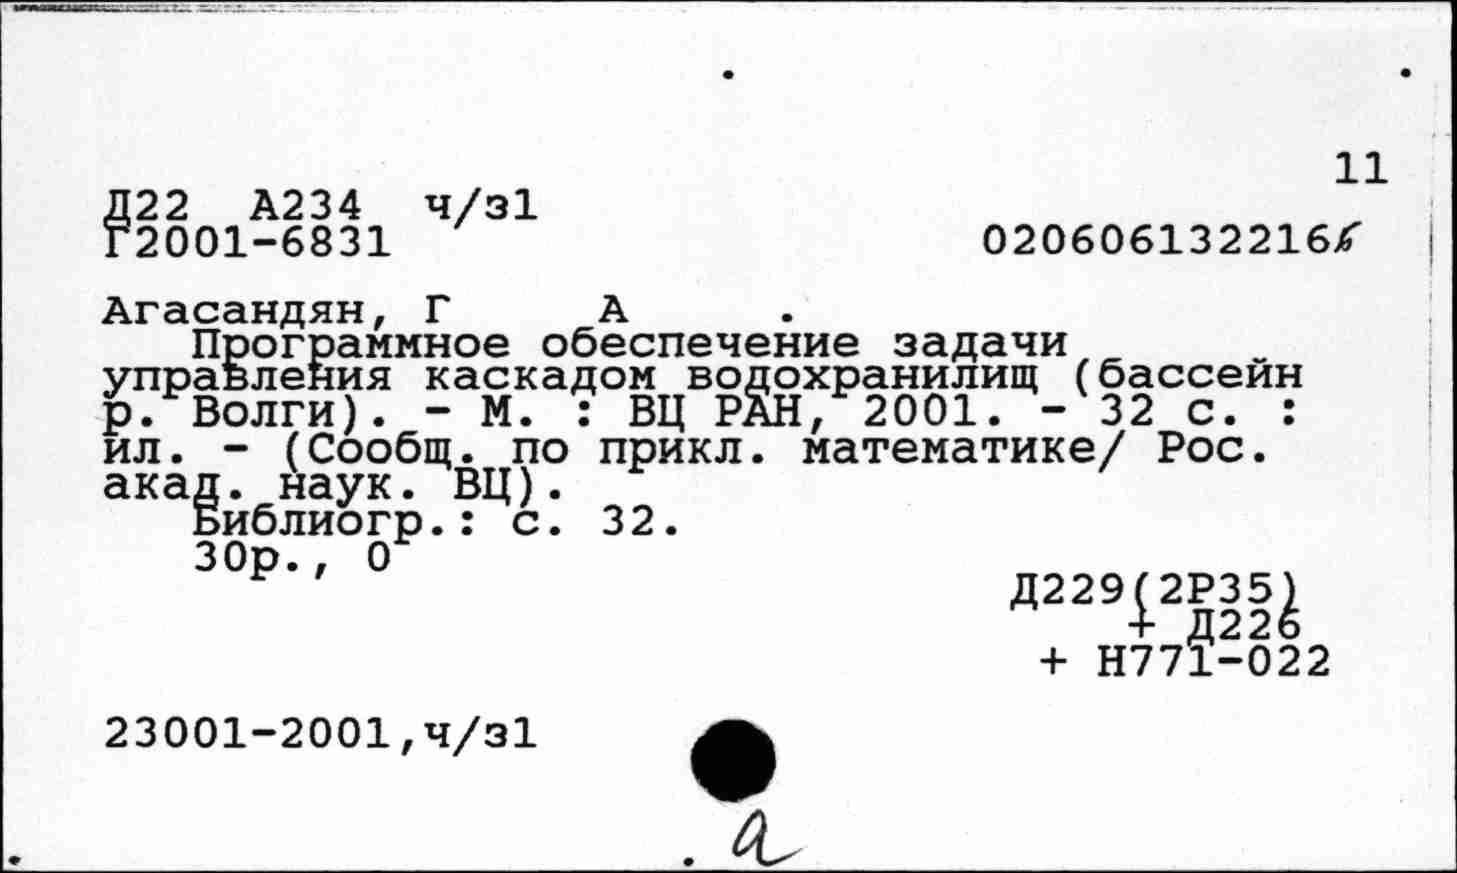 11
Д22 А234 ч/з1
Г2001-6831
020606132216б
Агасандян, Г А .
Программное обеспечение задачи
управления каскадом водохранилищ (бассейн
р. Волги). - М. : ВЦ РАН, 2001. - 32 с. :
ил. - (Сообщ. по прикл. математике/ Рос.
акад. наук. ВЦ).
Библиогр.: с. 32.
30р., 0
Д229(2Р35)
+ Д226
+ Н771-022
23001-2001,ч/з1
а